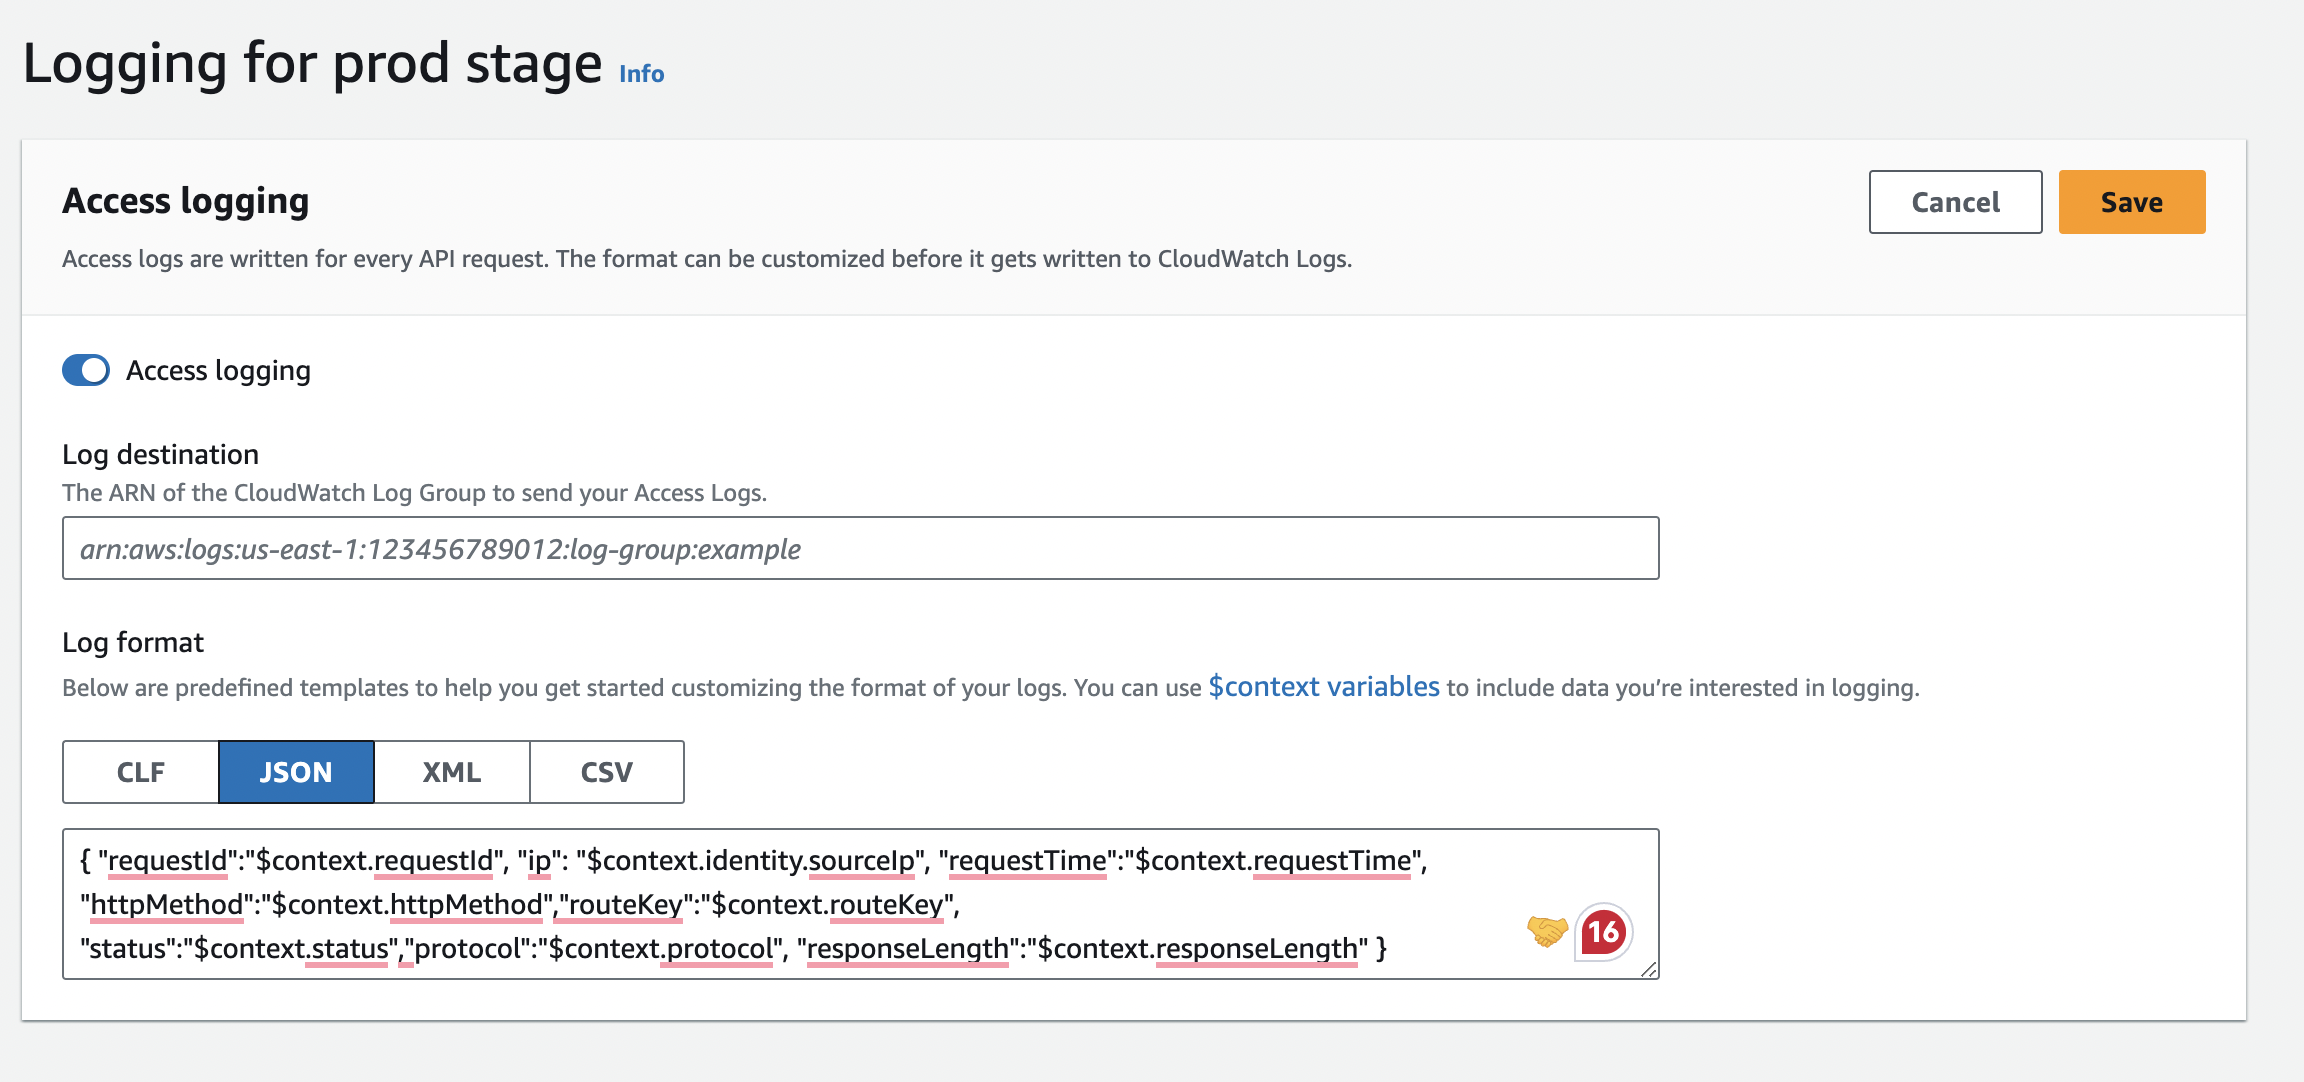 Logging for prod stage Info
Access logging
Cancel
Save
Access logs are written for every API request. The format can be customized before it gets written to CloudWatch Logs.
Access logging
Log destination
The ARN of the CloudWatch Log Group to send your Access Logs.
arn:aws:logs:us-east-1:123456789012:log-group:example
Log format
Below are predefined templates to help you get started customizing the format of your logs. You can use $context variables to include data you’re interested in logging.
CLF
JSON
XML
CSV
{ "requestId":"$context.requestId", "ip": "$context.identity.sourceIp", "requestTime":"$context.requestTime",
"httpMethod":"$context.httpMethod","routeKey":"$context.routeKey",
"status":"$context.status","protocol":"$context.protocol", "responseLength":"$context.responseLength" }
16